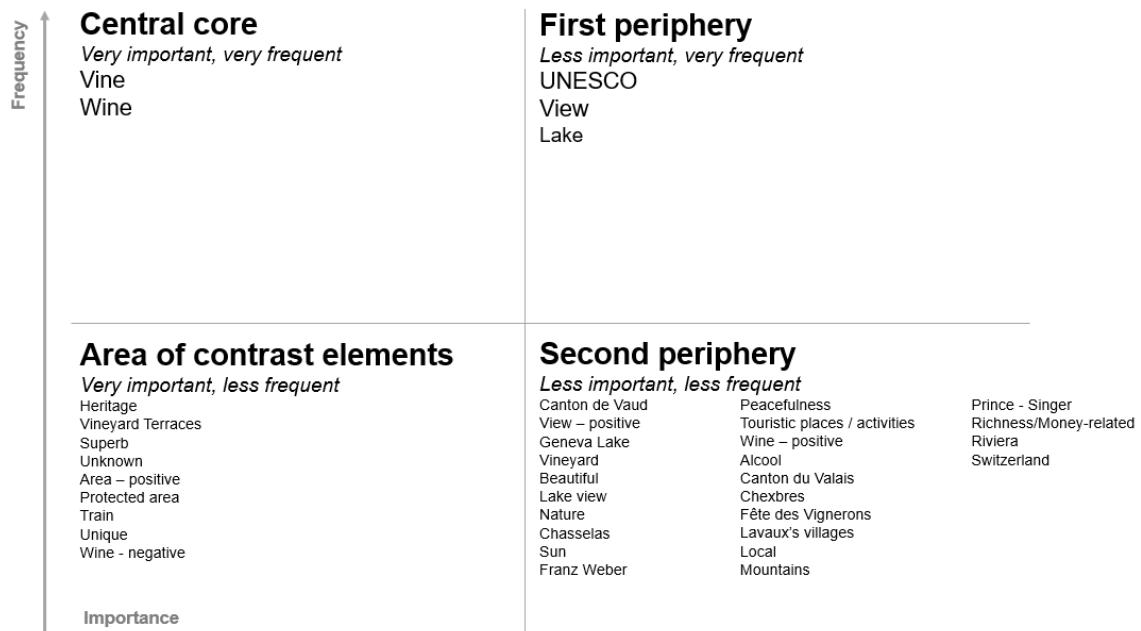 Frequency
Central core
Very important, very frequent
Vine
Wine
First periphery
Less important, very frequent
UNESCO
View
Lake
Area of contrast elements
Very important, less frequent
Heritage
Vineyard Terraces
Superb
Unknown
Area – positive
Protected area
Train
Unique
Wine - negative
Second periphery
Less important, less frequent
Canton de Vaud
View – positive
Geneva Lake
Vineyard
Beautiful
Lake view
Nature
Chasselas
Sun
Franz Weber
Peacefulness
Touristic places / activities
Wine – positive
Alcool
Canton du Valais
Chexbres
Fête des Vignerons
Lavaux's villages
Local
Mountains
Prince - Singer
Richness/Money-related
Riviera
Switzerland
Importance